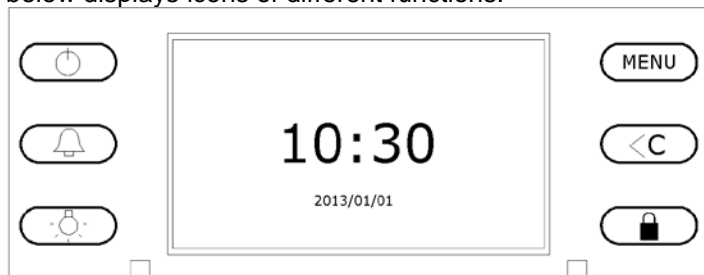 below displays icons of different functions.
MENU
10:30
<C
2013/01/01